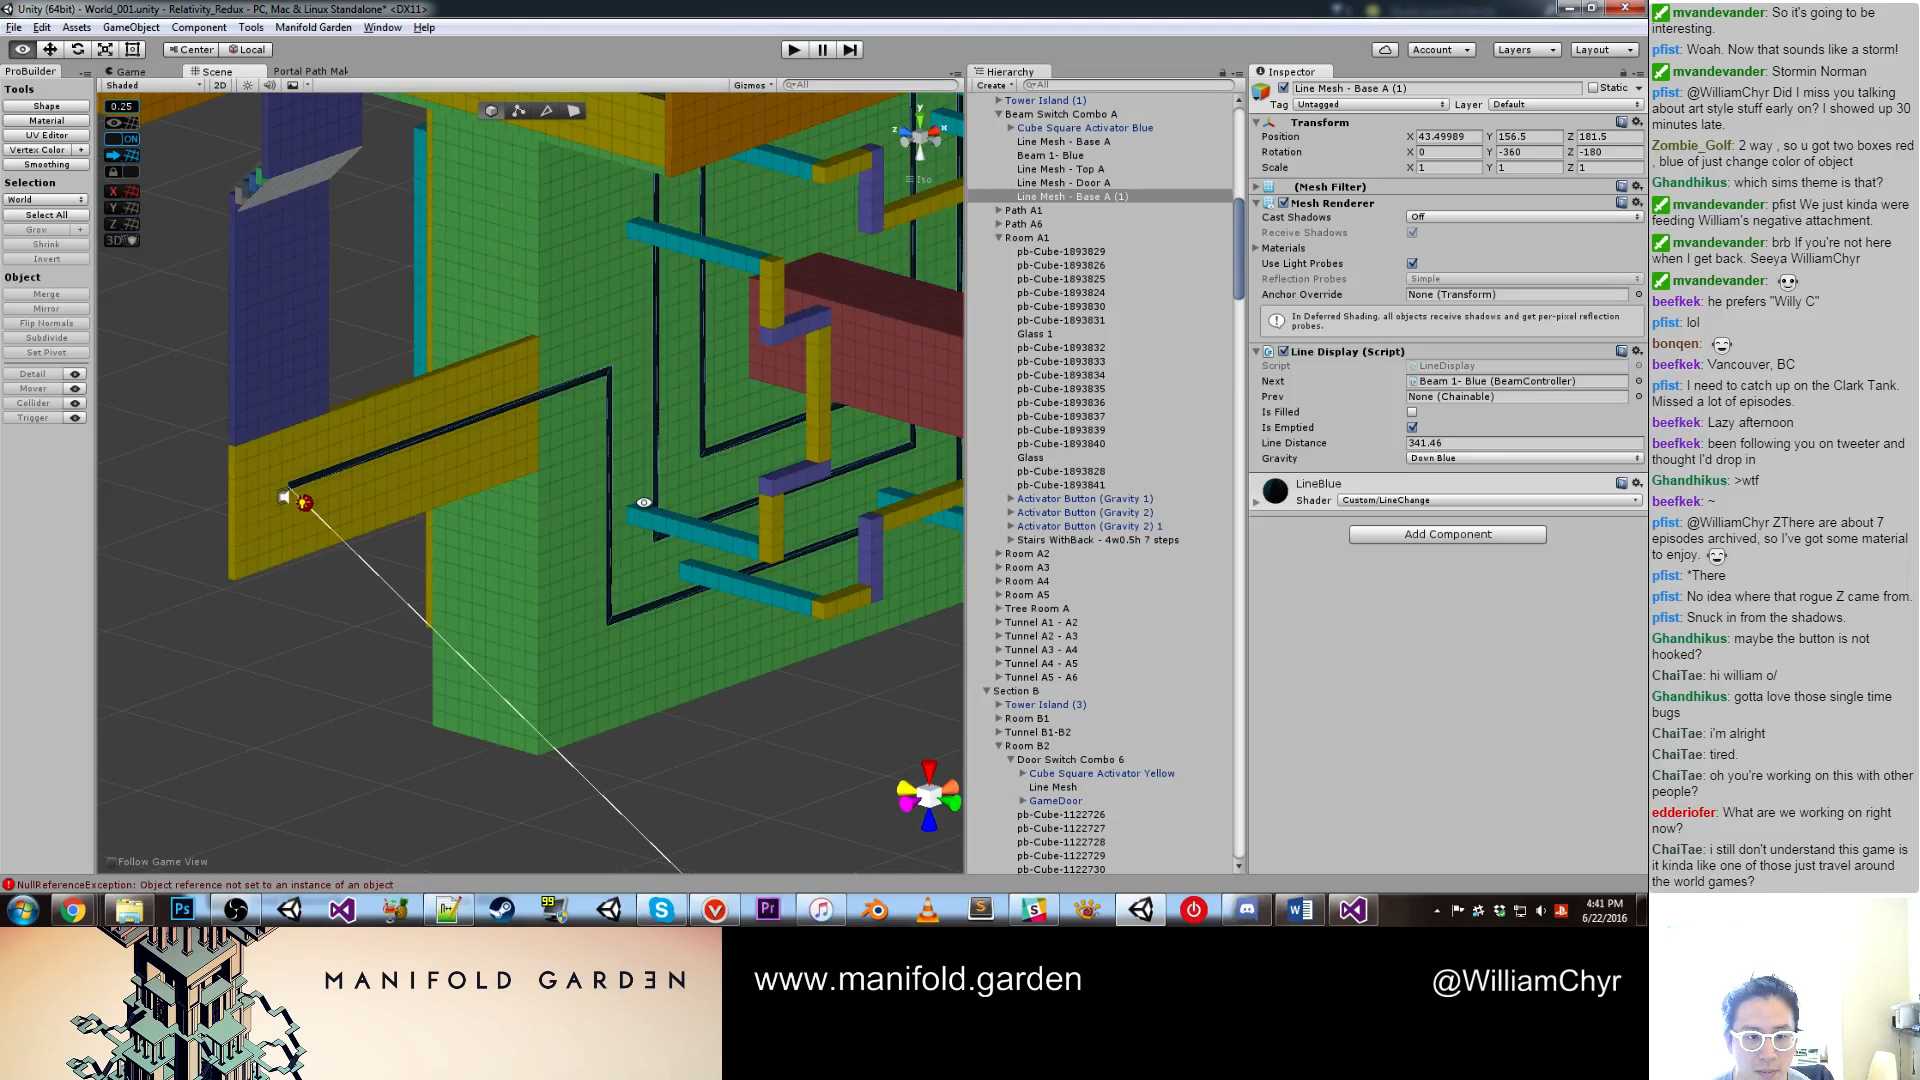 Unity (64bit) - World_001.unity - Relativity_Redux - PC, Mac & Linux Standalone* <DX11>
File Edit Assets GameObject Component Tools Manifold Garden Window Help
Center Local Account Layers Layout
ProBuilder
Tools
Shape
Material
UV Editor
Vertex Color +
Smoothing
Selection
World
Select All
Grow +
Shrink
Invert
Object
Merge
Mirror
Flip Normals
Subdivide
Set Pivot
Detail
Mover
Collider
Trigger
Game Scene Portal Path Mak
Shaded 2D Gizmos All
0.25
ON
X
Y
Z
3D
y
x
z
Iso
Follow Game View
Hierarchy
Create All
Tower Island (1)
Beam Switch Combo A
Cube Square Activator Blue
Line Mesh - Base A
Beam 1- Blue
Line Mesh - Top A
Line Mesh - Door A
Line Mesh - Base A (1)
Path A1
Path A6
Room A1
pb-Cube-1893829
pb-Cube-1893826
pb-Cube-1893825
pb-Cube-1893824
pb-Cube-1893830
pb-Cube-1893831
Glass 1
pb-Cube-1893832
pb-Cube-1893833
pb-Cube-1893834
pb-Cube-1893835
pb-Cube-1893836
pb-Cube-1893837
pb-Cube-1893839
pb-Cube-1893840
Glass
pb-Cube-1893828
pb-Cube-1893841
Activator Button (Gravity 1)
Activator Button (Gravity 2)
Activator Button (Gravity 2) 1
Stairs WithBack - 4w0.5h 7 steps
Room A2
Room A3
Room A4
Room A5
Tree Room A
Tunnel A1 - A2
Tunnel A2 - A3
Tunnel A3 - A4
Tunnel A4 - A5
Tunnel A5 - A6
Section B
Tower Island (3)
Room B1
Tunnel B1-B2
Room B2
Door Switch Combo 6
Cube Square Activator Yellow
Line Mesh
GameDoor
pb-Cube-1122726
pb-Cube-1122727
pb-Cube-1122728
pb-Cube-1122729
pb-Cube-1122730
Inspector
Line Mesh - Base A (1) Static
Tag Untagged Layer Default
Transform
Position X 43.49989 Y 156.5 Z 181.5
Rotation X 0 Y -360 Z -180
Scale X 1 Y 1 Z 1
(Mesh Filter)
Mesh Renderer
Cast Shadows Off
Receive Shadows
Materials
Use Light Probes
Reflection Probes Simple
Anchor Override None (Transform)
In Deferred Shading, all objects receive shadows and get per-pixel reflection
probes.
Line Display (Script)
Script LineDisplay
Next Beam 1- Blue (BeamController)
Prev None (Chainable)
Is Filled
Is Emptied
Line Distance 341.46
Gravity Down Blue
LineBlue
Shader Custom/LineChange
Add Component
NullReferenceException: Object reference not set to an instance of an object
4:41 PM
6/22/2016
mvandevander: So it's going to be
interesting.
pfist: Woah. Now that sounds like a storm!
mvandevander: Stormin Norman
pfist: @WilliamChyr Did I miss you talking
about art style stuff early on? I showed up 30
minutes late.
Zombie_Golf: 2 way , so u got two boxes red
, blue of just change color of object
Ghandhikus: which sims theme is that?
mvandevander: pfist We just kinda were
feeding William's negative attachment.
mvandevander: brb If you're not here
when I get back. Seeya WilliamChyr
mvandevander:
beefkek: he prefers "Willy C"
pfist: lol
bonqen:
beefkek: Vancouver, BC
pfist: I need to catch up on the Clark Tank.
Missed a lot of episodes.
beefkek: Lazy afternoon
beefkek: been following you on tweeter and
thought I'd drop in
Ghandhikus: >wtf
beefkek: ~
pfist: @WilliamChyr ZThere are about 7
episodes archived, so I've got some material
to enjoy.
pfist: *There
pfist: No idea where that rogue Z came from.
pfist: Snuck in from the shadows.
Ghandhikus: maybe the button is not
hooked?
ChaiTae: hi william o/
Ghandhikus: gotta love those single time
bugs
ChaiTae: i'm alright
ChaiTae: tired.
ChaiTae: oh you're working on this with other
people?
edderiofer: What are we working on right
now?
ChaiTae: i still don't understand this game is
it kinda like one of those just travel around
the world games?
MANIFOLD GARDƎN
www.manifold.garden
@WilliamChyr